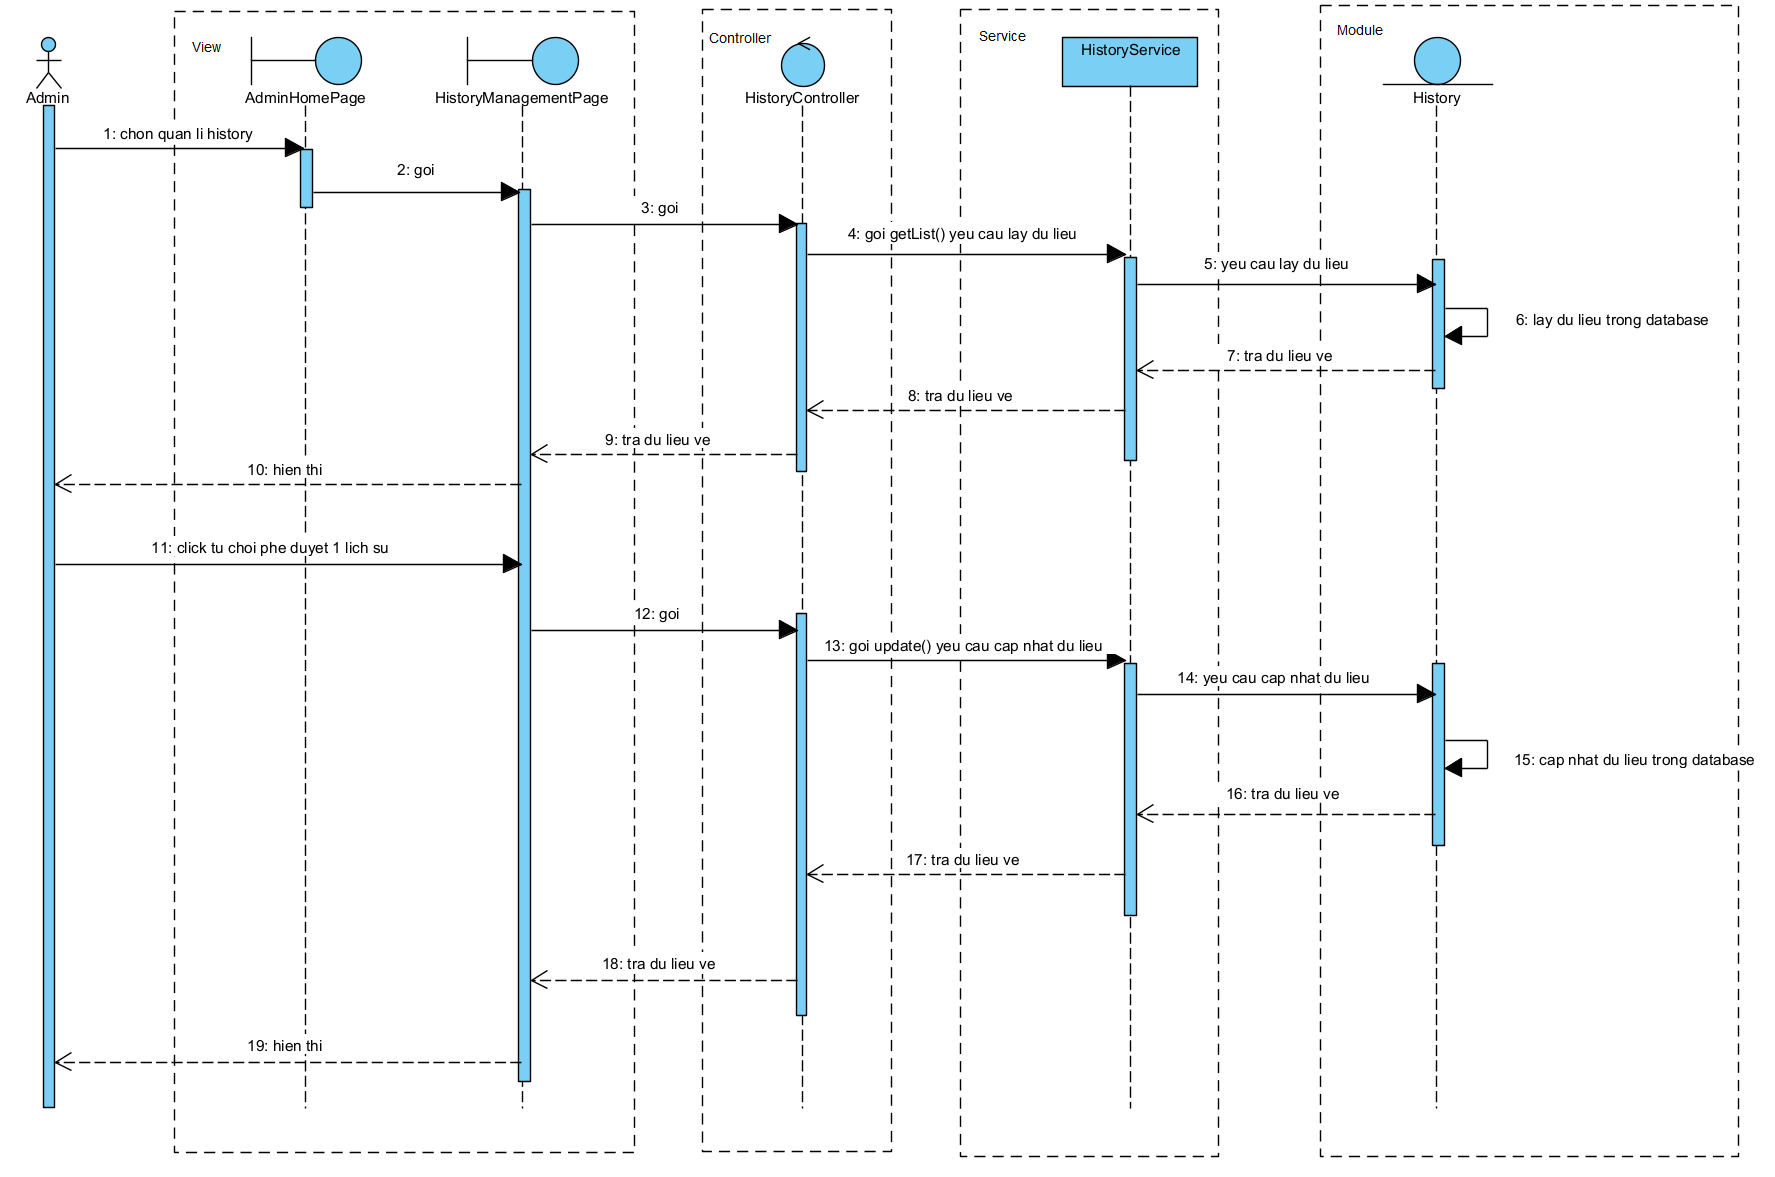 View
Controller
Service
Module
HistoryService
Admin
AdminHomePage
HistoryManagementPage
HistoryController
History
1: chon quan li history
2: goi
3: goi
4: goi getList() yeu cau lay du lieu
5: yeu cau lay du lieu
6: lay du lieu trong database
7: tra du lieu ve
8: tra du lieu ve
9: tra du lieu ve
10: hien thi
11: click tu choi phe duyet 1 lich su
12: goi
13: goi update() yeu cau cap nhat du lieu
14: yeu cau cap nhat du lieu
15: cap nhat du lieu trong database
16: tra du lieu ve
17: tra du lieu ve
18: tra du lieu ve
19: hien thi